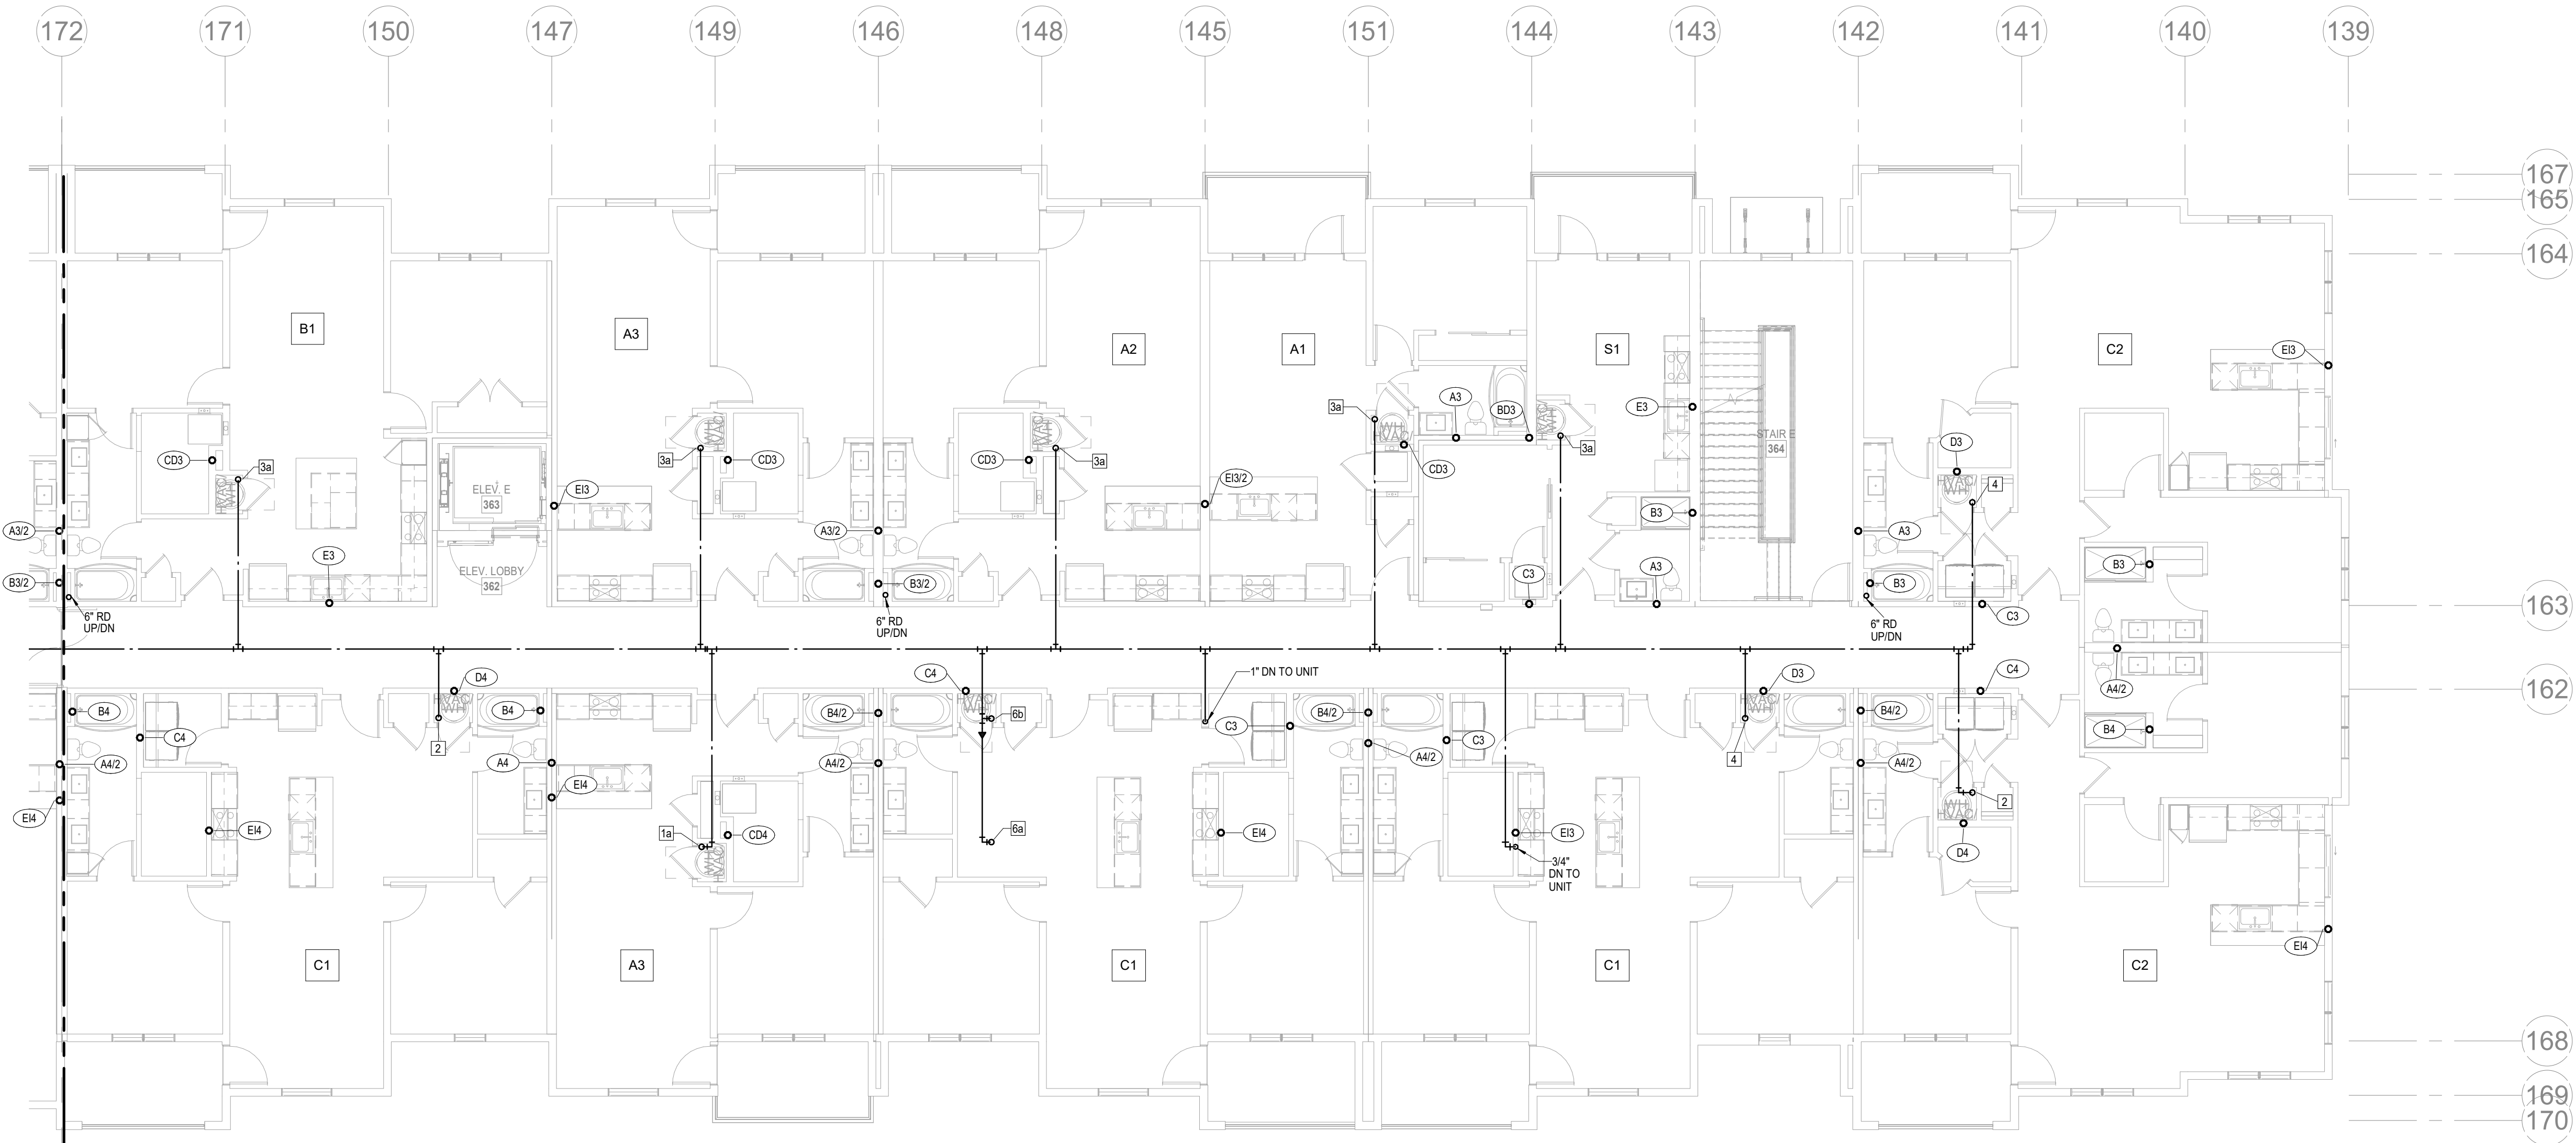 172 171 150 147 149 146 148 145 151 144 143 142 141 140 139
167
165
164
B1
A3
A2
A1
S1
C2
EI3
A3
BD3
E3
3a
STAIR E
364
CD3
3a
3a
CD3
CD3
3a
CD3
3a
D3
4
ELEV. E
363
EI3
EI3/2
B3
A3/2
A3/2
A3
E3
ELEV. LOBBY
362
B3/2
B3/2
C3
A3
B3
B3
6" RD
UP/DN
6" RD
UP/DN
6" RD
UP/DN
C3
163
D4
C4
1" DN TO UNIT
D3
C4
A4/2
162
B4
B4
B4/2
6b
C3
B4/2
B4/2
B4
C4
2
C3
4
A4/2
A4
A4/2
A4/2
A4/2
EI4
EI4
2
EI4
1a
CD4
6a
EI4
EI3
D4
3/4"
DN TO
UNIT
C1
A3
C1
C1
C2
EI4
168
169
170
HVAC
WH